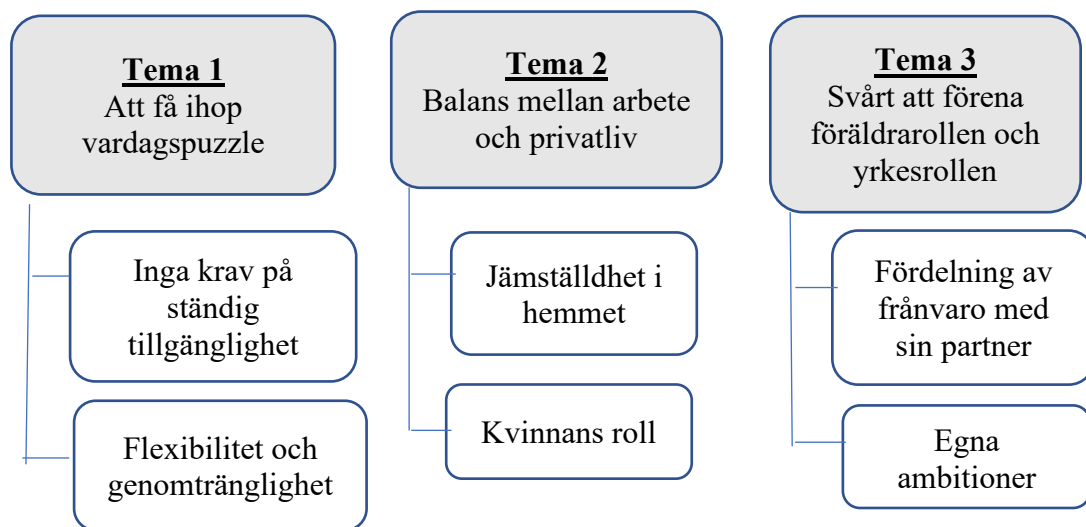 Tema 1
Att få ihop
vardagspuzzle
Inga krav på
ständig
tillgänglighet
Flexibilitet och
genomtränglighet
Tema 2
Balans mellan arbete
och privatliv
Jämställdhet i
hemmet
Kvinnans roll
Tema 3
Svårt att förena
föräldrarollen och
yrkesrollen
Fördelning av
frånvaro med
sin partner
Egna
ambitioner